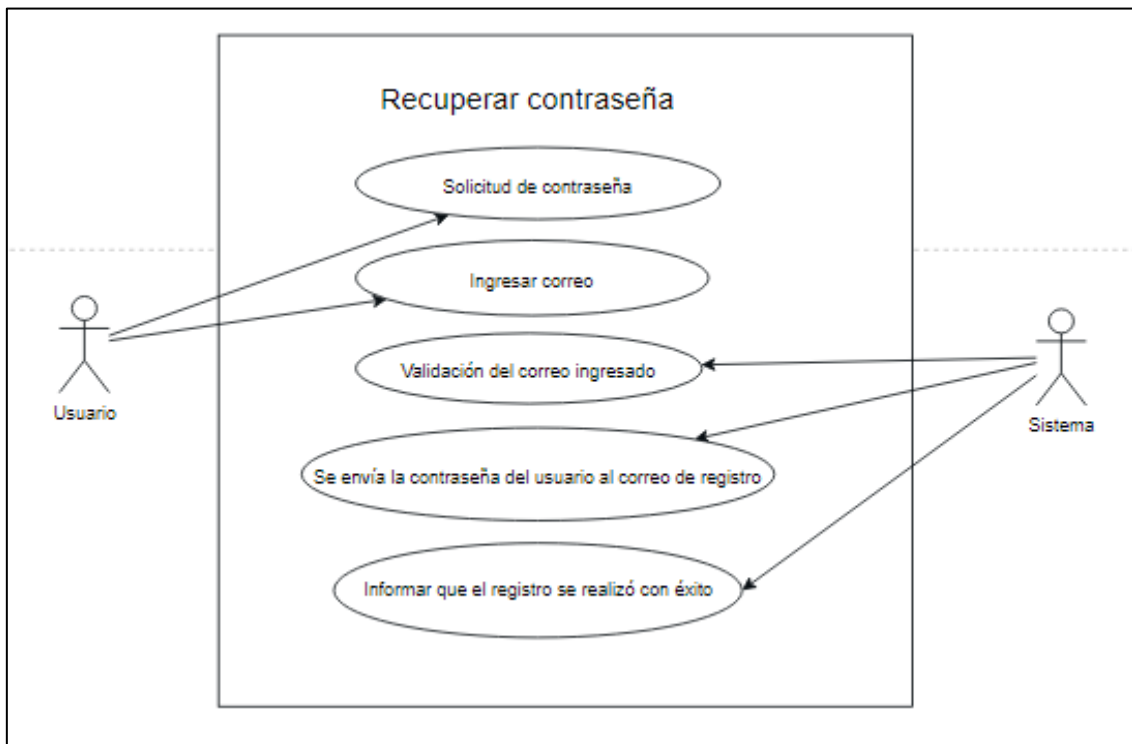 Recuperar contraseña
Solicitud de contraseña
Ingresar correo
Validación del correo ingresado
Usuario
Sistema
Se envía la contraseña del usuario al correo de registro
Informar que el registro se realizó con éxito